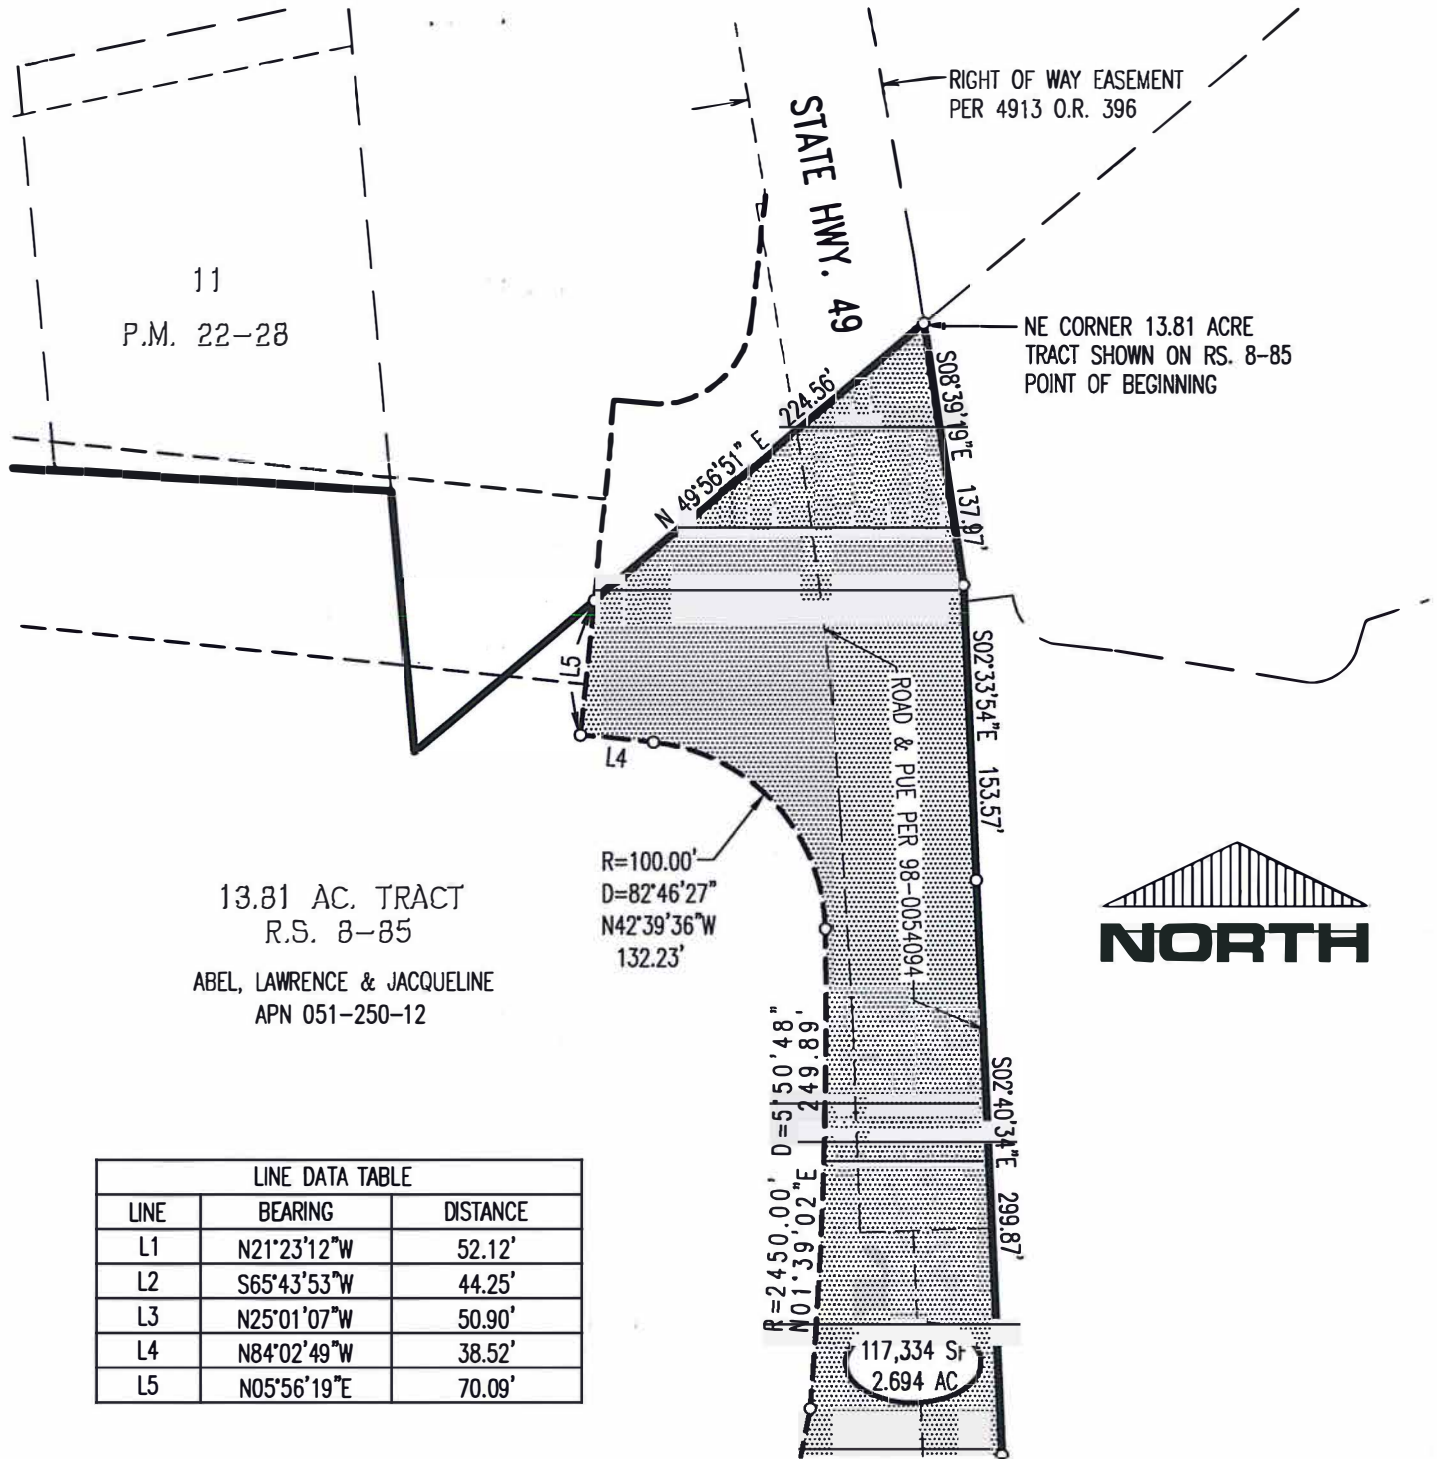 RIGHT OF WAY EASEMENT
PER 4913 O.R. 396
STATE HWY. 49
11
P.M. 22-28
NE CORNER 13.81 ACRE
TRACT SHOWN ON RS. 8-85
POINT OF BEGINNING
N 49°56'51" E 224.56'
S08°39'19"E 137.97'
S02°33'54"E 153.57'
L5
L4
ROAD & PUE PER 98-0054094
R=100.00'
D=82°46'27"
N42°39'36"W
132.23'
13.81 AC. TRACT
R.S. 8-85
ABEL, LAWRENCE & JACQUELINE
APN 051-250-12
NORTH
R=2450.00' D=5°50'48"
N01°39'02"E 249.89'
S02°40'34"E 299.87'
117,334 SF
2.694 AC
LINE DATA TABLE
LINE BEARING DISTANCE
L1 N21°23'12"W 52.12'
L2 S65°43'53"W 44.25'
L3 N25°01'07"W 50.90'
L4 N84°02'49"W 38.52'
L5 N05°56'19"E 70.09'